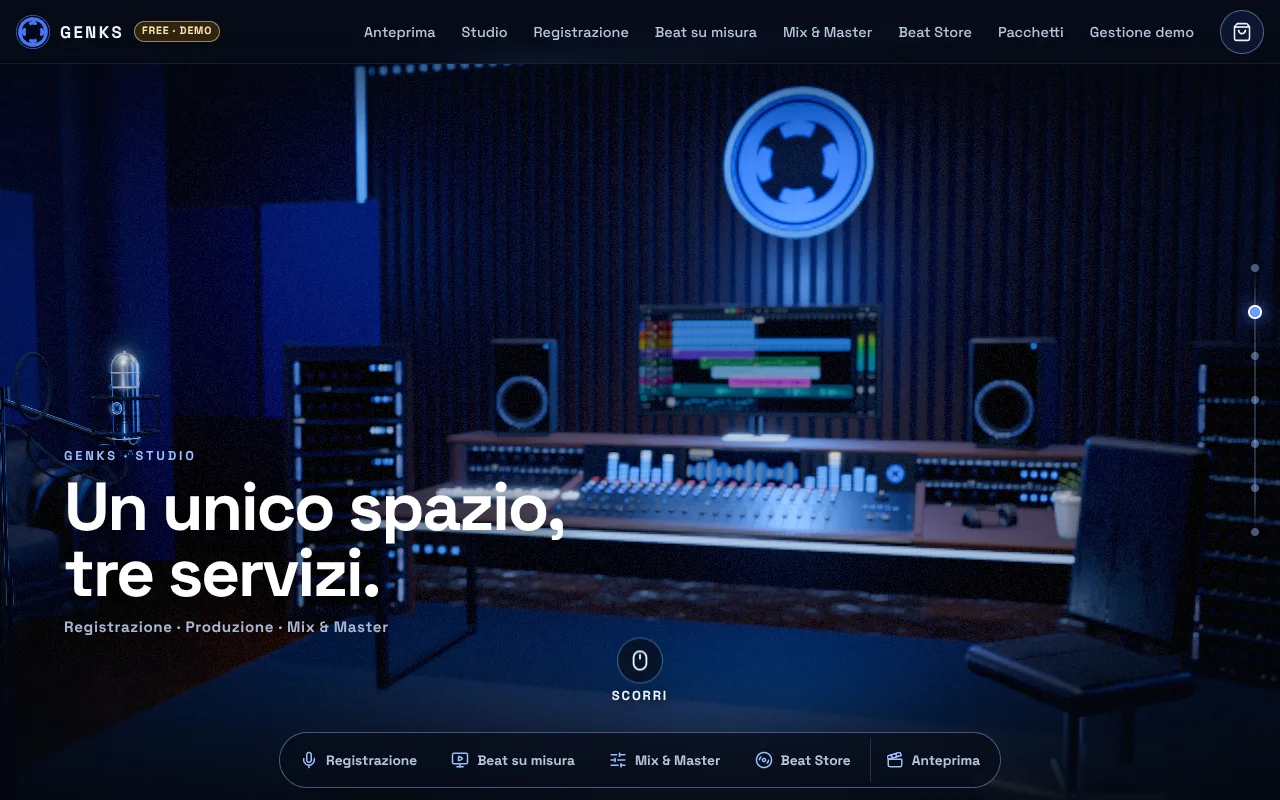 GENKS FREE · DEMO Anteprima Studio Registrazione Beat su misura Mix & Master Beat Store Pacchetti Gestione demo
GENKS · STUDIO
Un unico spazio,
tre servizi.
Registrazione · Produzione · Mix & Master
SCORRI
Registrazione Beat su misura Mix & Master Beat Store Anteprima